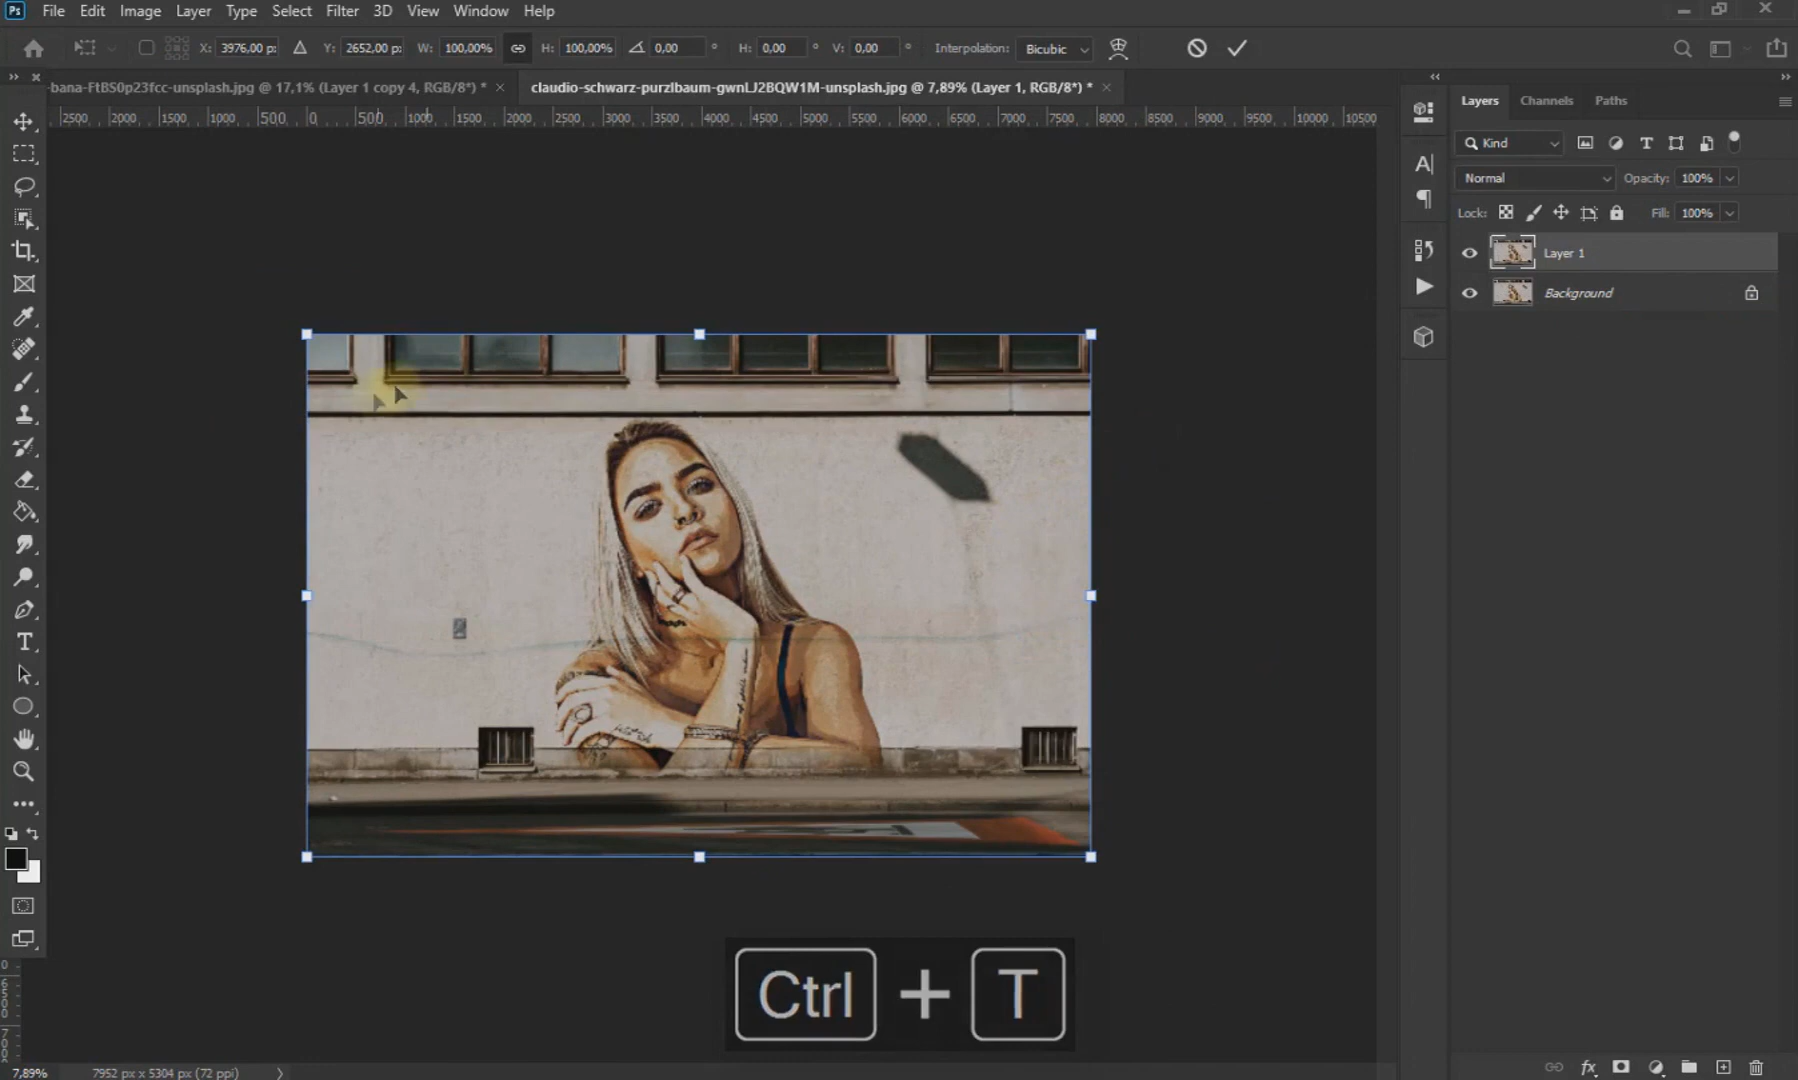 Ps File Edit Image Layer Type Select Filter 3D View Window Help
X: 3976,00 p: Y: 2652,00 p: W: 100,00% H: 100,00% 0,00 ° H: 0,00 ° V: 0,00 ° Interpolation: Bicubic
-bana-FtBS0p23fcc-unsplash.jpg @ 17,1% (Layer 1 copy 4, RGB/8*) * × claudio-schwarz-purzlbaum-gwnLJ2BQW1M-unsplash.jpg @ 7,89% (Layer 1, RGB/8*) * ×
2500 2000 1500 1000 500 0 500 1000 1500 2000 2500 3000 3500 4000 4500 5000 5500 6000 6500 7000 7500 8000 8500 9000 9500 10000 10500
Layers Channels Paths
Kind
Normal Opacity: 100%
Lock: Fill: 100%
Layer 1
Background
Ctrl + T
7,89% 7952 px x 5304 px (72 ppi)